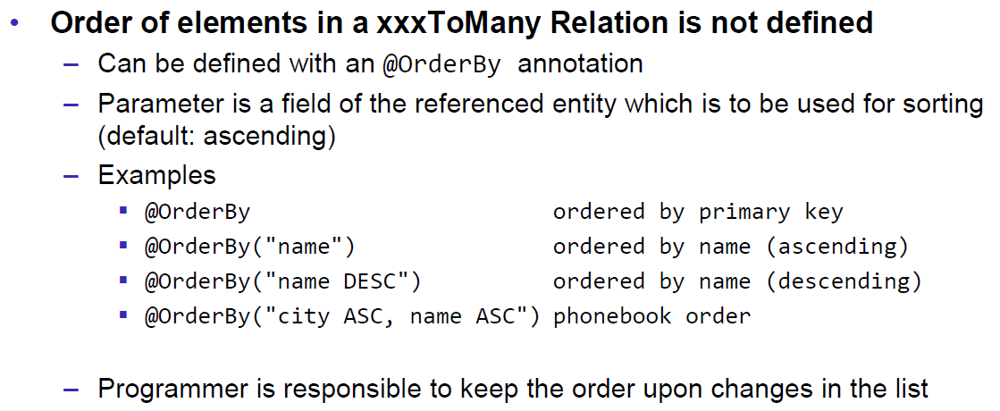 • Order of elements in a xxxToMany Relation is not defined
– Can be defined with an @OrderBy annotation
– Parameter is a field of the referenced entity which is to be used for sorting
(default: ascending)
– Examples
▪ @OrderBy ordered by primary key
▪ @OrderBy("name") ordered by name (ascending)
▪ @OrderBy("name DESC") ordered by name (descending)
▪ @OrderBy("city ASC, name ASC") phonebook order
– Programmer is responsible to keep the order upon changes in the list